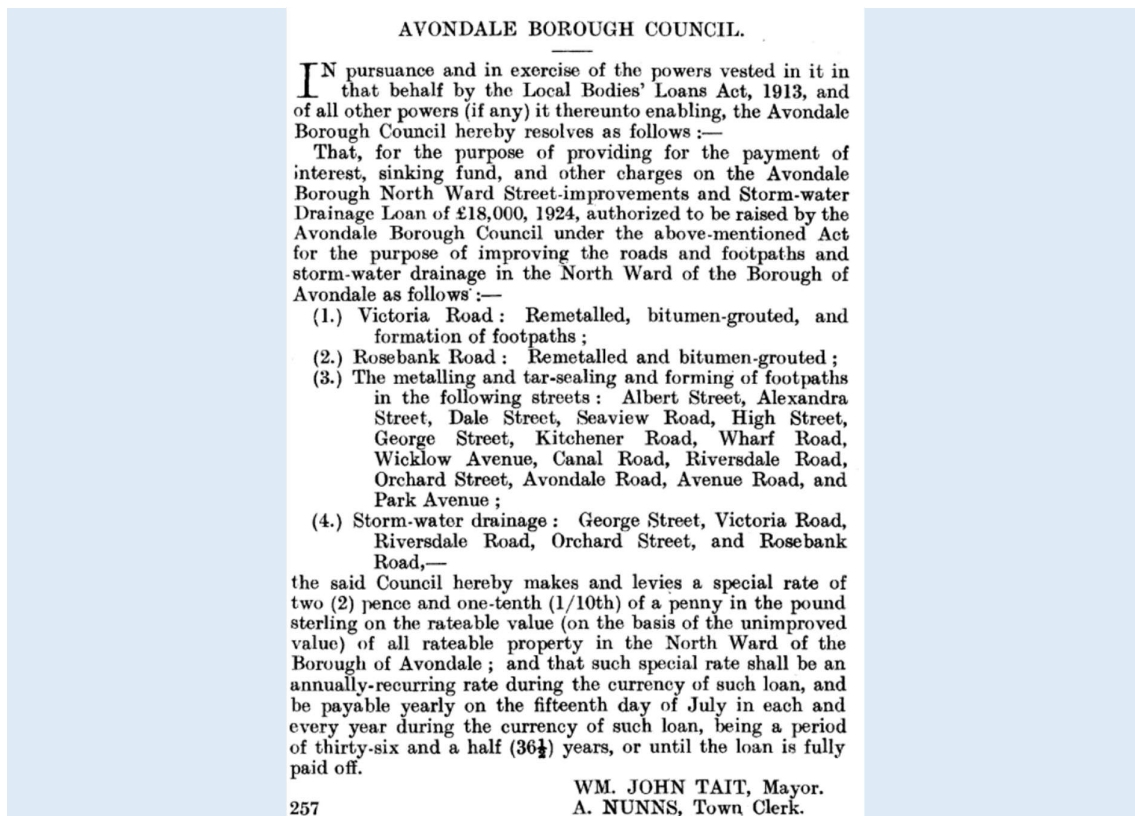 AVONDALE BOROUGH COUNCIL.
IN pursuance and in exercise of the powers vested in it in
that behalf by the Local Bodies' Loans Act, 1913, and
of all other powers (if any) it thereunto enabling, the Avondale
Borough Council hereby resolves as follows :—
That, for the purpose of providing for the payment of
interest, sinking fund, and other charges on the Avondale
Borough North Ward Street-improvements and Storm-water
Drainage Loan of £18,000, 1924, authorized to be raised by the
Avondale Borough Council under the above-mentioned Act
for the purpose of improving the roads and footpaths and
storm-water drainage in the North Ward of the Borough of
Avondale as follows :—
(1.) Victoria Road : Remetalled, bitumen-grouted, and
formation of footpaths ;
(2.) Rosebank Road : Remetalled and bitumen-grouted ;
(3.) The metalling and tar-sealing and forming of footpaths
in the following streets : Albert Street, Alexandra
Street, Dale Street, Seaview Road, High Street,
George Street, Kitchener Road, Wharf Road,
Wicklow Avenue, Canal Road, Riversdale Road,
Orchard Street, Avondale Road, Avenue Road, and
Park Avenue ;
(4.) Storm-water drainage : George Street, Victoria Road,
Riversdale Road, Orchard Street, and Rosebank
Road,—
the said Council hereby makes and levies a special rate of
two (2) pence and one-tenth (1/10th) of a penny in the pound
sterling on the rateable value (on the basis of the unimproved
value) of all rateable property in the North Ward of the
Borough of Avondale ; and that such special rate shall be an
annually-recurring rate during the currency of such loan, and
be payable yearly on the fifteenth day of July in each and
every year during the currency of such loan, being a period
of thirty-six and a half (36½) years, or until the loan is fully
paid off.
WM. JOHN TAIT, Mayor.
257 A. NUNNS, Town Clerk.